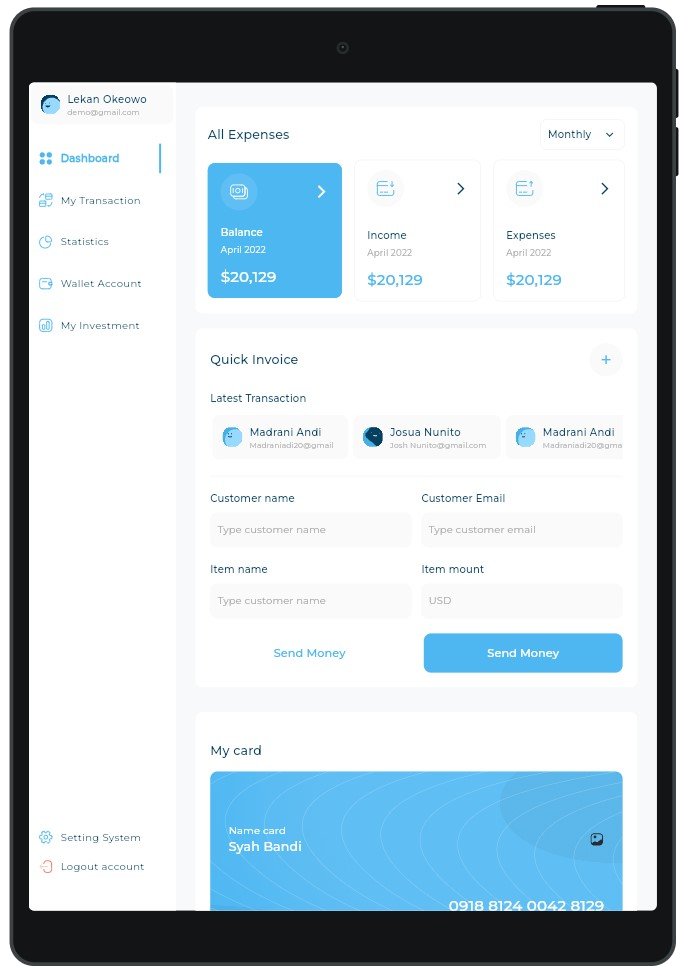 Lekan Okeowo
demo@gmail.com
Dashboard
My Transaction
Statistics
Wallet Account
My Investment
Setting System
Logout account
All Expenses
Monthly
Balance
April 2022
$20,129
Income
April 2022
$20,129
Expenses
April 2022
$20,129
Quick Invoice
+
Latest Transaction
Madrani Andi
Madraniadi20@gmail
Josua Nunito
Josh Nunito@gmail.com
Madrani Andi
Madraniadi20@gma
Customer name
Customer Email
Type customer name
Type customer email
Item name
Item mount
Type customer name
USD
Send Money
Send Money
My card
Name card
Syah Bandi
0918 8124 0042 8129